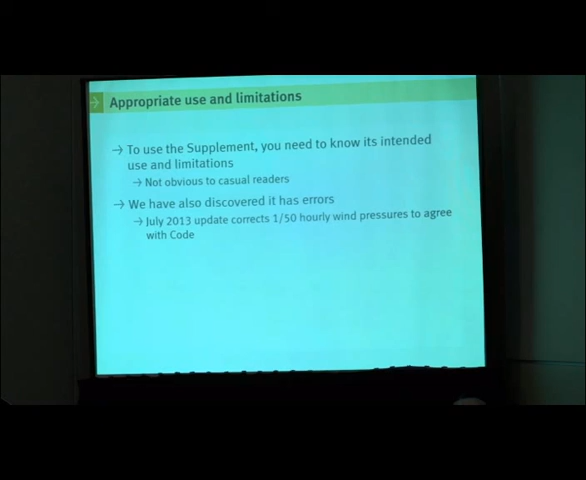 → Appropriate use and limitations
→ To use the Supplement, you need to know its intended
use and limitations
→ Not obvious to casual readers
→ We have also discovered it has errors
→ July 2013 update corrects 1/50 hourly wind pressures to agree
with Code